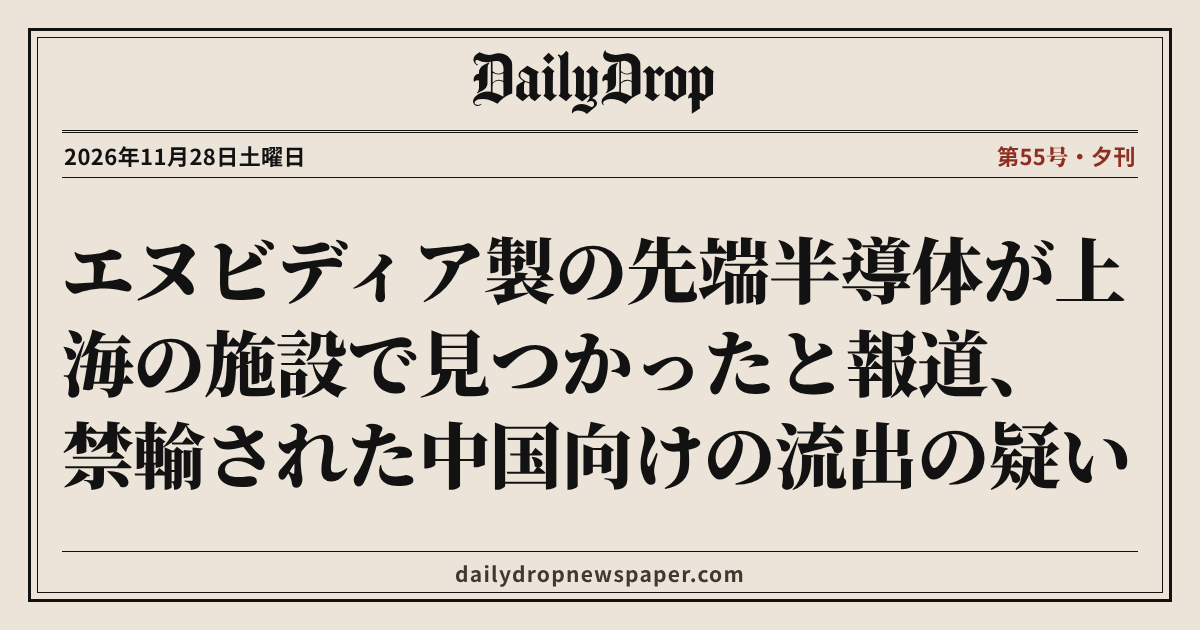 DailyDrop
2026年11月28日土曜日
第55号・夕刊
エヌビディア製の先端半導体が上
海の施設で見つかったと報道、
禁輸された中国向けの流出の疑い
dailydropnewspaper.com